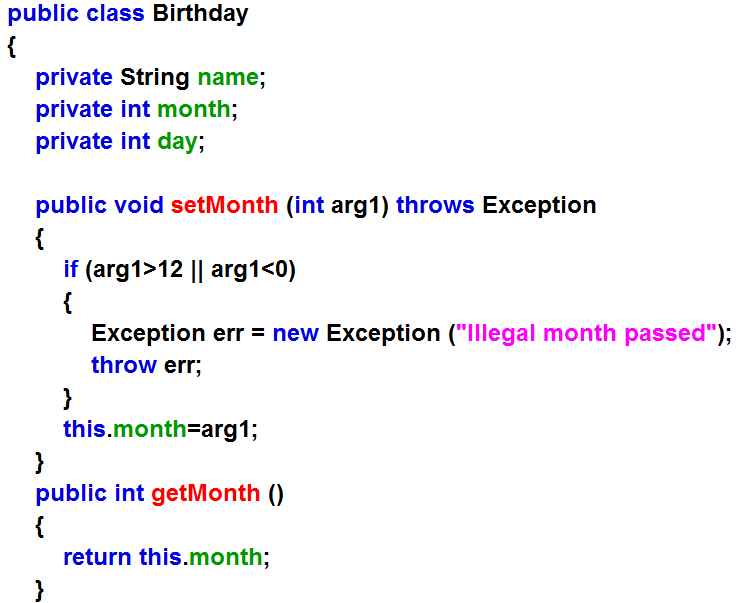 public class Birthday
{
private String name;
private int month;
private int day;
public void setMonth (int arg1) throws Exception
{
if (arg1>12 || arg1<0)
{
Exception err = new Exception ("Illegal month passed");
throw err;
}
this.month=arg1;
}
public int getMonth ()
{
return this.month;
}